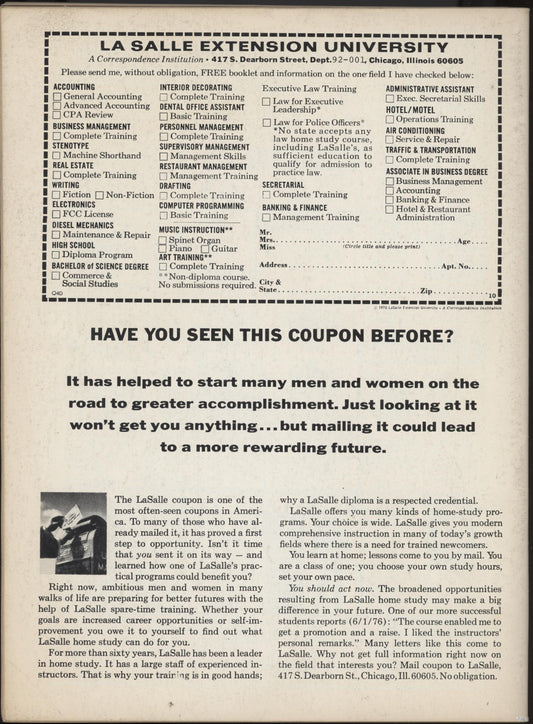 LA SALLE EXTENSION UNIVERSITY
A Correspondence Institution • 417 S. Dearborn Street, Dept.92-001, Chicago, Illinois 60605
Please send me, without obligation, FREE booklet and information on the one field I have checked below:
ACCOUNTING
General Accounting
Advanced Accounting
CPA Review
BUSINESS MANAGEMENT
Complete Training
STENOTYPE
Machine Shorthand
REAL ESTATE
Complete Training
WRITING
Fiction Non-Fiction
ELECTRONICS
FCC License
DIESEL MECHANICS
Maintenance & Repair
HIGH SCHOOL
Diploma Program
BACHELOR OF SCIENCE DEGREE
Commerce &
Social Studies
INTERIOR DECORATING
Complete Training
DENTAL OFFICE ASSISTANT
Basic Training
PERSONNEL MANAGEMENT
Complete Training
SUPERVISORY MANAGEMENT
Management Skills
RESTAURANT MANAGEMENT
Management Training
DRAFTING
Complete Training
COMPUTER PROGRAMMING
Basic Training
MUSIC INSTRUCTION**
Spinet Organ
Piano Guitar
ART TRAINING**
Complete Training
**Non-diploma course.
No submissions required.
Executive Law Training
Law for Executive
Leadership*
Law for Police Officers*
*No state accepts any
law home study course,
including LaSalle's, as
sufficient education to
qualify for admission to
practice law.
SECRETARIAL
Complete Training
BANKING & FINANCE
Management Training
ADMINISTRATIVE ASSISTANT
Exec. Secretarial Skills
HOTEL/MOTEL
Operations Training
AIR CONDITIONING
Service & Repair
TRAFFIC & TRANSPORTATION
Complete Training
ASSOCIATE IN BUSINESS DEGREE
Business Management
Accounting
Banking & Finance
Hotel & Restaurant
Administration
Mr.
Mrs. Age
Miss (Circle title and please print)
Address Apt. No.
City &
State Zip
10
© 1976 LaSalle Extension University • A Correspondence Institution
HAVE YOU SEEN THIS COUPON BEFORE?
It has helped to start many men and women on the
road to greater accomplishment. Just looking at it
won't get you anything...but mailing it could lead
to a more rewarding future.
The LaSalle coupon is one of the
most often-seen coupons in Ameri-
ca. To many of those who have al-
ready mailed it, it has proved a first
step to opportunity. Isn't it time
that you sent it on its way — and
learned how one of LaSalle's prac-
tical programs could benefit you?
Right now, ambitious men and women in many
walks of life are preparing for better futures with the
help of LaSalle spare-time training. Whether your
goals are increased career opportunities or self-im-
provement you owe it to yourself to find out what
LaSalle home study can do for you.
For more than sixty years, LaSalle has been a leader
in home study. It has a large staff of experienced in-
structors. That is why your training is in good hands;
why a LaSalle diploma is a respected credential.
LaSalle offers you many kinds of home-study pro-
grams. Your choice is wide. LaSalle gives you modern
comprehensive instruction in many of today's growth
fields where there is a need for trained newcomers.
You learn at home; lessons come to you by mail. You
are a class of one; you choose your own study hours,
set your own pace.
You should act now. The broadened opportunities
resulting from LaSalle home study may make a big
difference in your future. One of our more successful
students reports (6/1/76): "The course enabled me to
get a promotion and a raise. I liked the instructors'
personal remarks." Many letters like this come to
LaSalle. Why not get full information right now on
the field that interests you? Mail coupon to LaSalle,
417 S. Dearborn St., Chicago, Ill. 60605. No obligation.